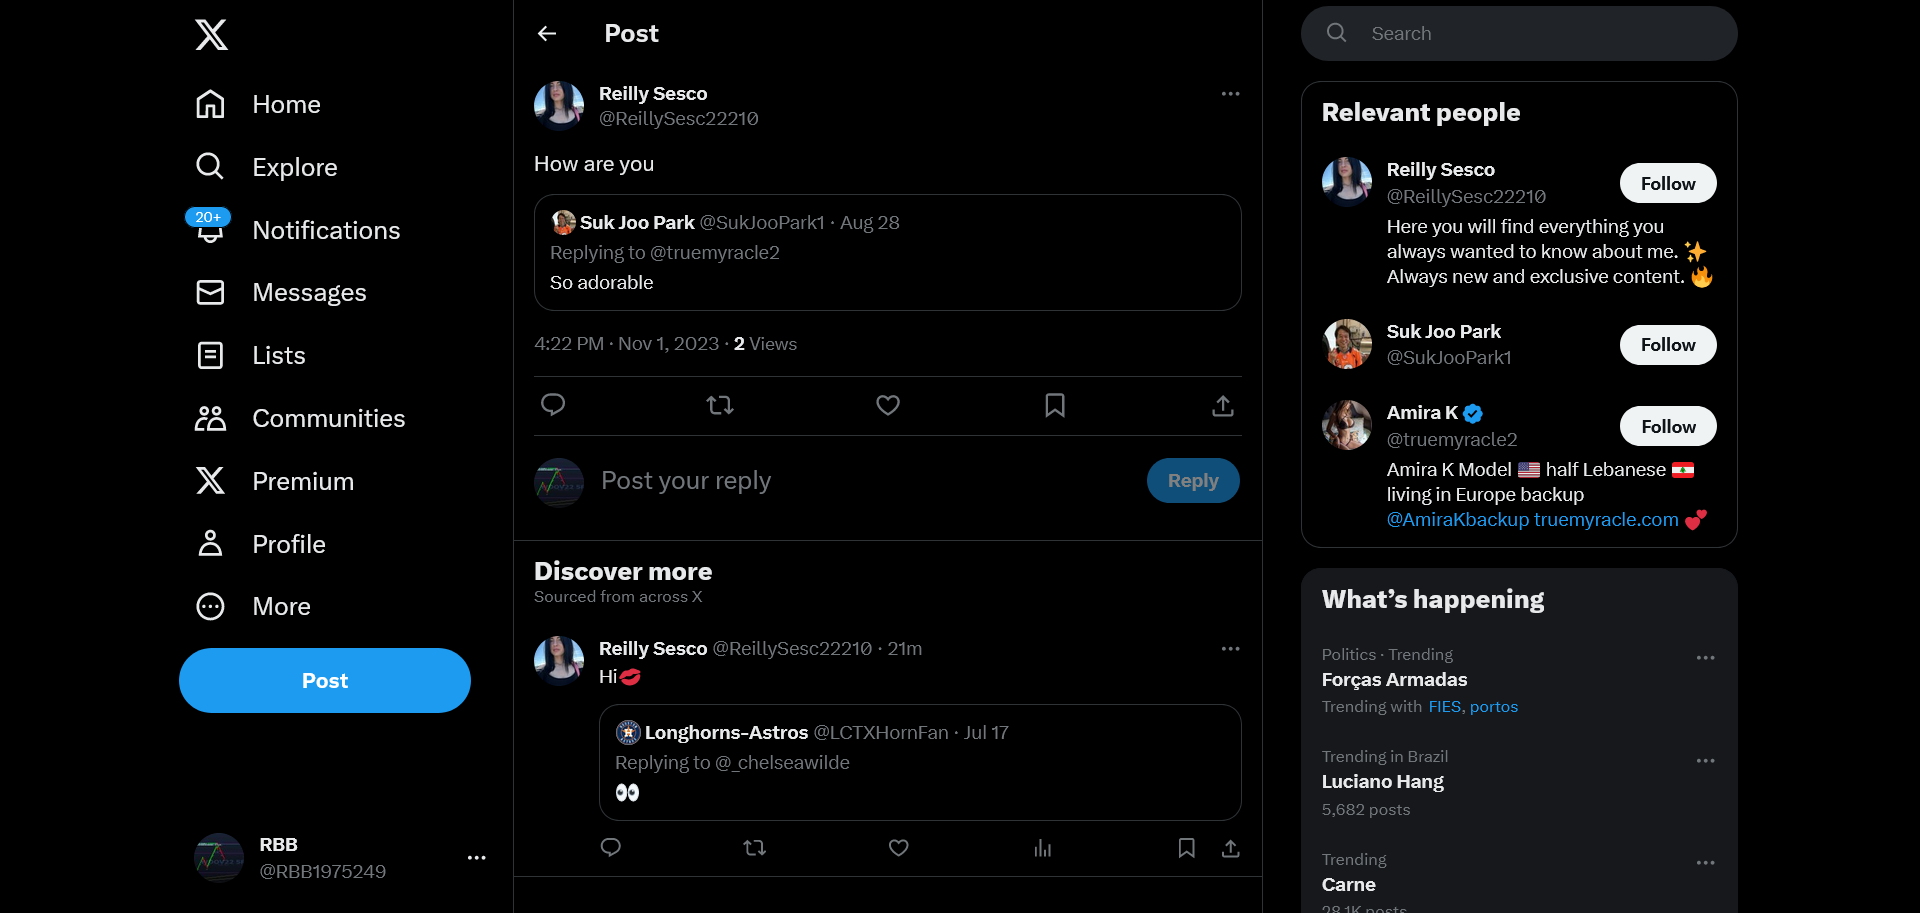 Home
Explore
20+
Notifications
Messages
Lists
Communities
Premium
Profile
More
Post
RBB
@RBB1975249
Post
Reilly Sesco
@ReillySesc22210
How are you
Suk Joo Park @SukJooPark1 · Aug 28
Replying to @truemyracle2
So adorable
4:22 PM · Nov 1, 2023 · 2 Views
Post your reply
Reply
Discover more
Sourced from across X
Reilly Sesco @ReillySesc22210 · 21m
Hi💋
Longhorns-Astros @LCTXHornFan · Jul 17
Replying to @_chelseawilde
👀
Search
Relevant people
Reilly Sesco
@ReillySesc22210
Follow
Here you will find everything you
always wanted to know about me. ✨
Always new and exclusive content. 🔥
Suk Joo Park
@SukJooPark1
Follow
Amira K
@truemyracle2
Follow
Amira K Model 🇺🇸 half Lebanese 🇱🇧
living in Europe backup
@AmiraKbackup truemyracle.com 💕
What's happening
Politics · Trending
Forças Armadas
Trending with FIES, portos
Trending in Brazil
Luciano Hang
5,682 posts
Trending
Carne
28.1K posts